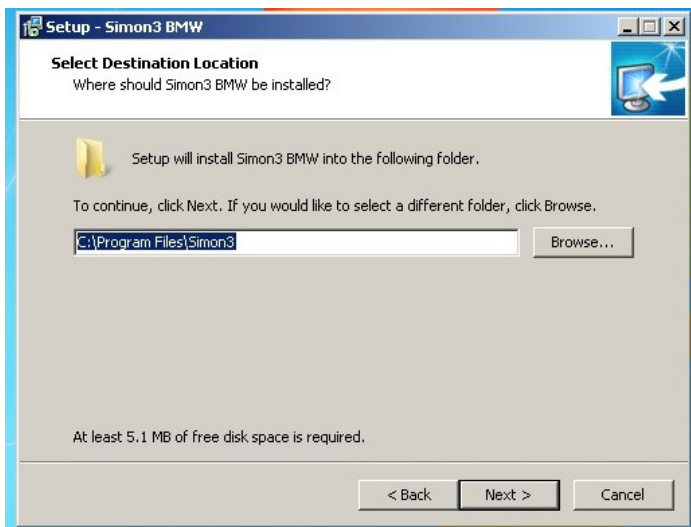 Setup - Simon3 BMW
Select Destination Location
Where should Simon3 BMW be installed?
Setup will install Simon3 BMW into the following folder.
To continue, click Next. If you would like to select a different folder, click Browse.
C:\Program Files\Simon3
Browse...
At least 5.1 MB of free disk space is required.
< Back
Next >
Cancel